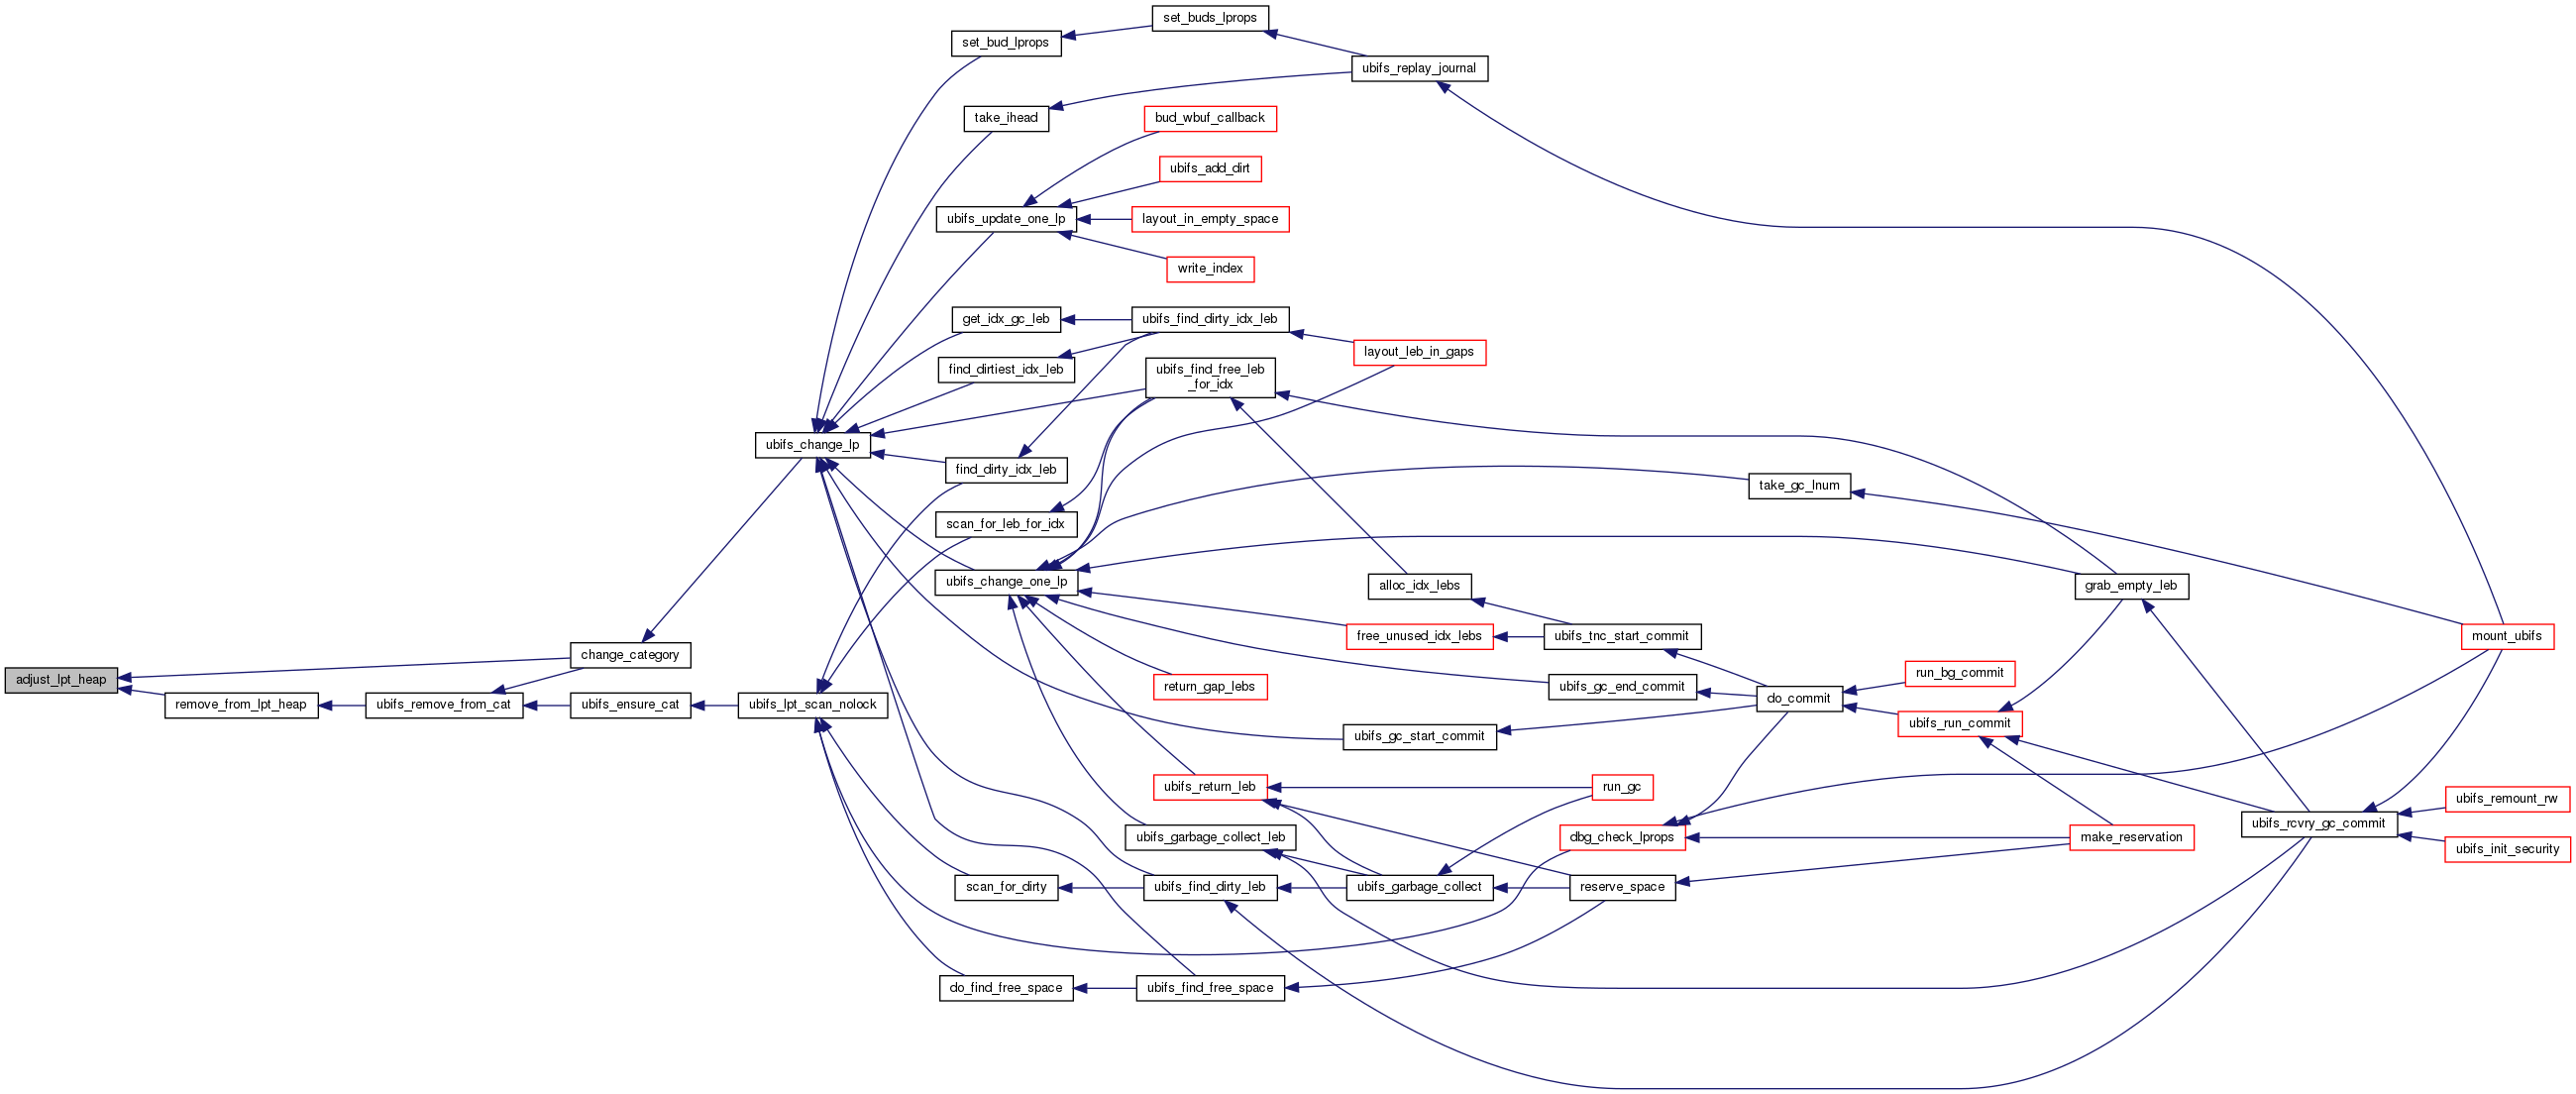 set_buds_lprops
set_bud_lprops
ubifs_replay_journal
take_ihead
bud_wbuf_callback
ubifs_add_dirt
ubifs_update_one_lp
layout_in_empty_space
write_index
get_idx_gc_leb
ubifs_find_dirty_idx_leb
layout_leb_in_gaps
find_dirtiest_idx_leb
ubifs_find_free_leb
_for_idx
ubifs_change_lp
find_dirty_idx_leb
take_gc_lnum
scan_for_leb_for_idx
ubifs_change_one_lp
alloc_idx_lebs
grab_empty_leb
free_unused_idx_lebs
ubifs_tnc_start_commit
mount_ubifs
change_category
adjust_lpt_heap
return_gap_lebs
ubifs_gc_end_commit
run_bg_commit
remove_from_lpt_heap
ubifs_remove_from_cat
ubifs_ensure_cat
ubifs_lpt_scan_nolock
do_commit
ubifs_run_commit
ubifs_gc_start_commit
ubifs_return_leb
run_gc
ubifs_remount_rw
ubifs_rcvry_gc_commit
ubifs_garbage_collect_leb
dbg_check_lprops
make_reservation
ubifs_init_security
scan_for_dirty
ubifs_find_dirty_leb
ubifs_garbage_collect
reserve_space
do_find_free_space
ubifs_find_free_space